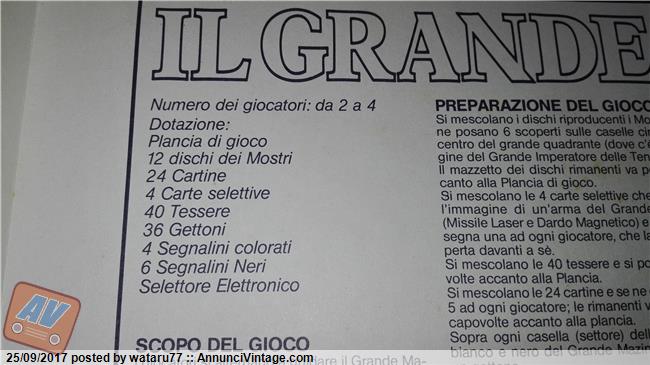 IL GRANDE
Numero dei giocatori: da 2 a 4
Dotazione:
Plancia di gioco
12 dischi dei Mostri
24 Cartine
4 Carte selettive
40 Tessere
36 Gettoni
4 Segnalini colorati
6 Segnalini Neri
Selettore Elettronico
SCOPO DEL GIOCO
il Grande Ma-
PREPARAZIONE DEL GIOCO
Si mescolano i dischi riproducenti i Mo
ne posano 6 scoperti sulle caselle cir
centro del grande quadrante (dove c'è
gine del Grande Imperatore delle Ten
Il mazzetto dei dischi rimanenti va p
canto alla Plancia di gioco.
Si mescolano le 4 carte selettive che
l'immagine di un'arma del Grande
(Missile Laser e Dardo Magnetico) e
segna una ad ogni giocatore, che la
perta davanti a sè.
Si mescolano le 40 tessere e si po
volte accanto alla Plancia.
Si mescolano le 24 cartine e se ne
5 ad ogni giocatore; le rimanenti v
capovolte accanto alla plancia.
Sopra ogni casella (settore) dell
bianco e nero del Grande Mazin
AV
25/09/2017 posted by wataru77 :: AnnunciVintage.com